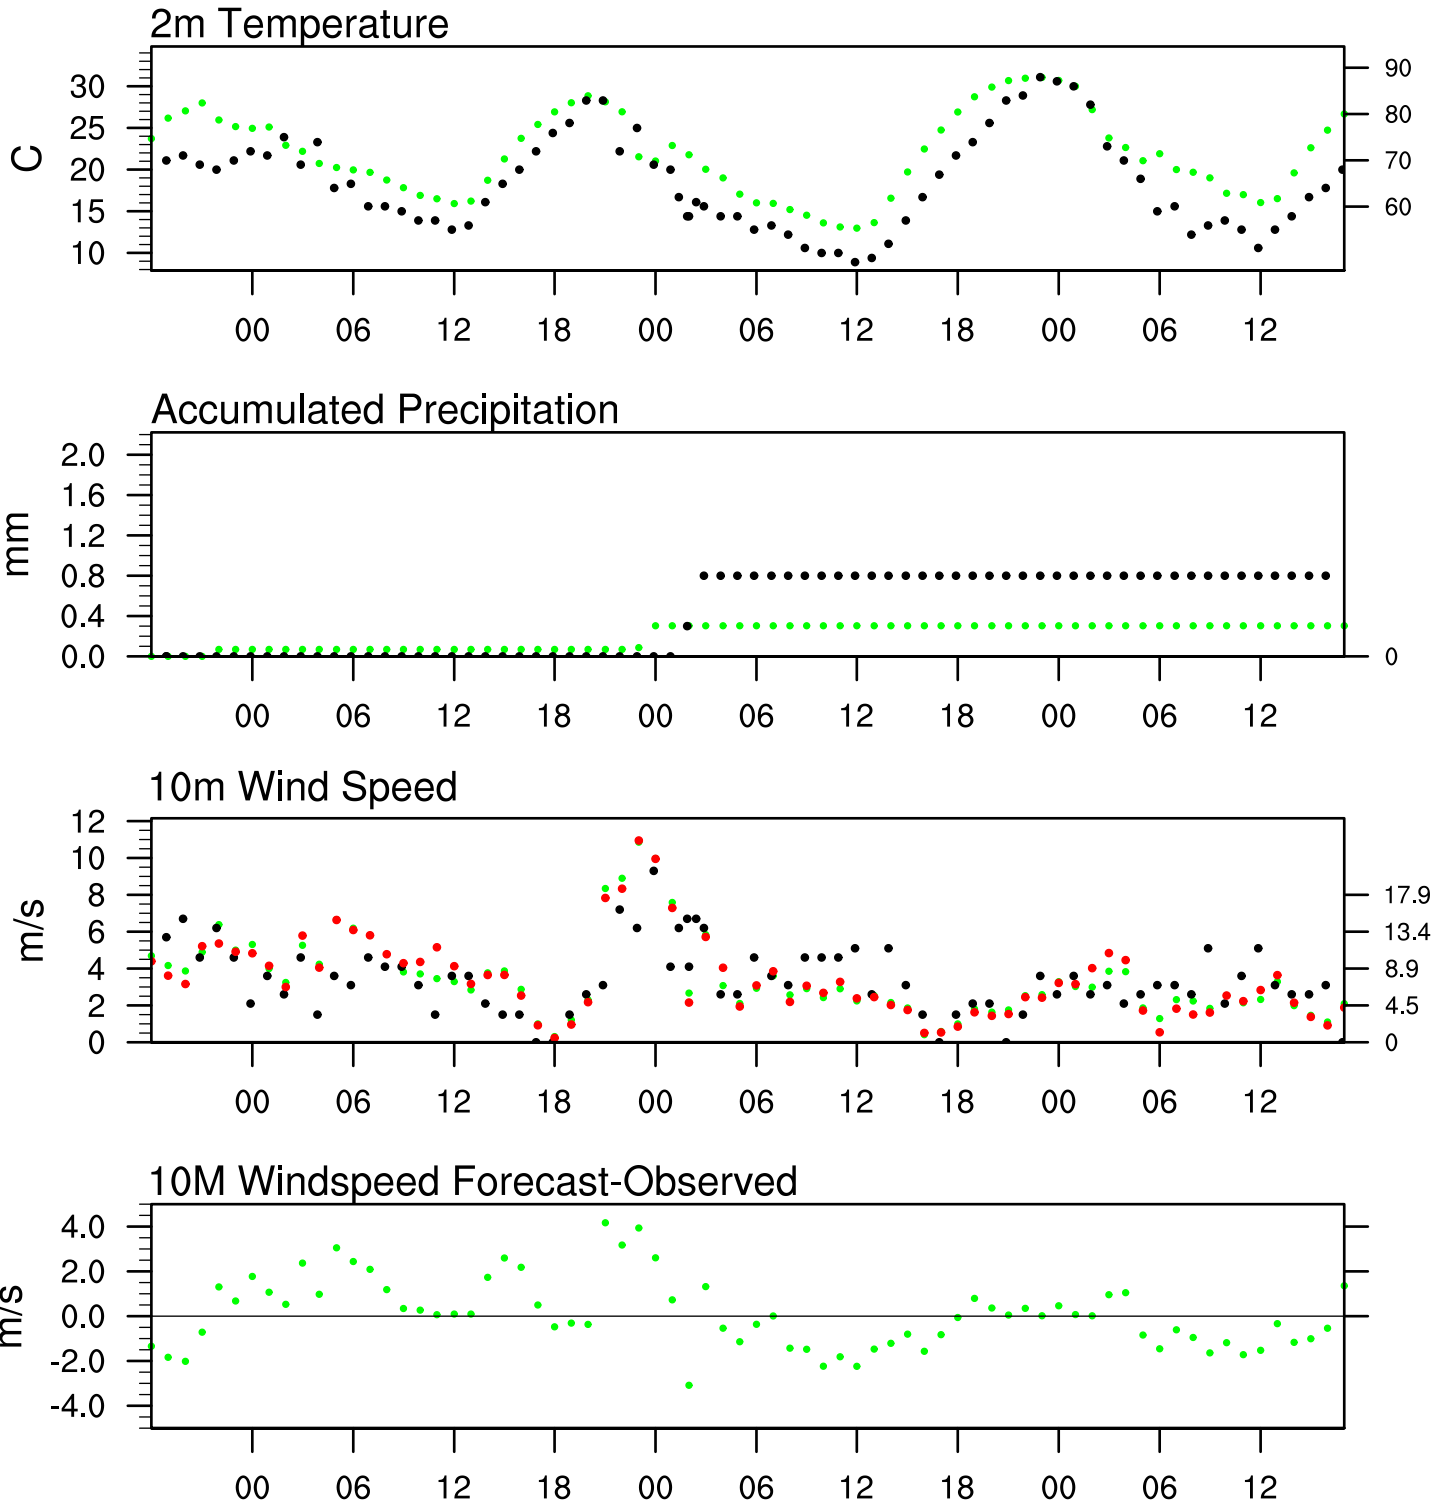 2m Temperature
30
25
20
15
10
C
90
80
70
60
00 06 12 18 00 06 12 18 00 06 12
Accumulated Precipitation
2.0
1.6
1.2
0.8
0.4
0.0
mm
0
00 06 12 18 00 06 12 18 00 06 12
10m Wind Speed
12
10
8
6
4
2
0
m/s
17.9
13.4
8.9
4.5
0
00 06 12 18 00 06 12 18 00 06 12
10M Windspeed Forecast-Observed
4.0
2.0
0.0
-2.0
-4.0
m/s
00 06 12 18 00 06 12 18 00 06 12